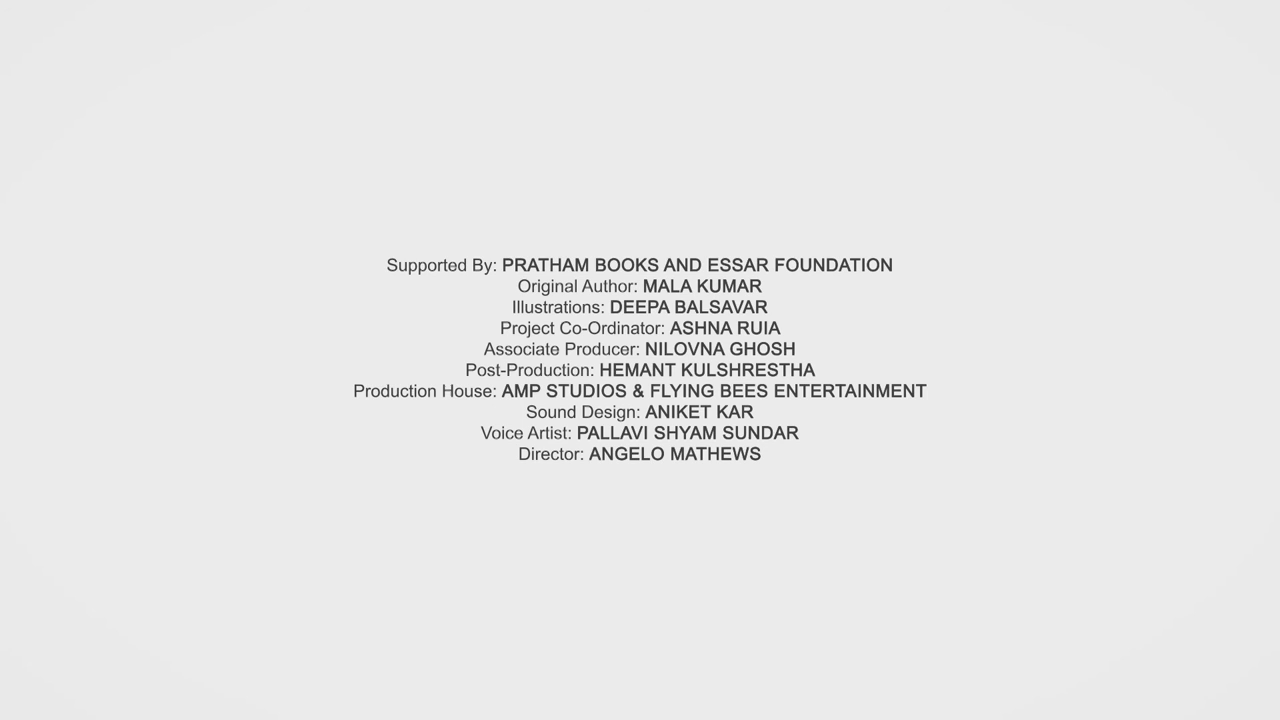 Supported By: PRATHAM BOOKS AND ESSAR FOUNDATION
Original Author: MALA KUMAR
Illustrations: DEEPA BALSAVAR
Project Co-Ordinator: ASHNA RUIA
Associate Producer: NILOVNA GHOSH
Post-Production: HEMANT KULSHRESTHA
Production House: AMP STUDIOS & FLYING BEES ENTERTAINMENT
Sound Design: ANIKET KAR
Voice Artist: PALLAVI SHYAM SUNDAR
Director: ANGELO MATHEWS